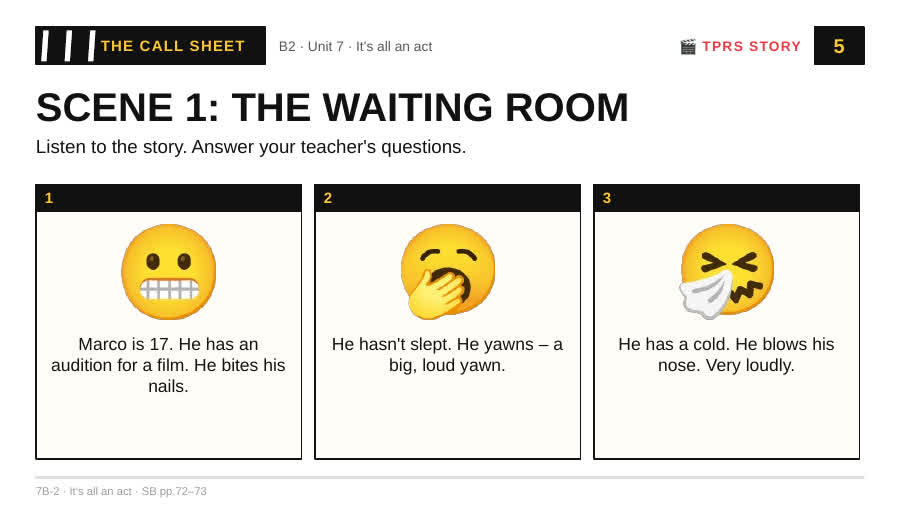 THE CALL SHEET
B2 · Unit 7 · It's all an act
🎬 TPRS STORY
5
SCENE 1: THE WAITING ROOM
Listen to the story. Answer your teacher's questions.
1
Marco is 17. He has an
audition for a film. He bites his
nails.
2
He hasn't slept. He yawns – a
big, loud yawn.
3
He has a cold. He blows his
nose. Very loudly.
7B-2 · It's all an act · SB pp.72–73